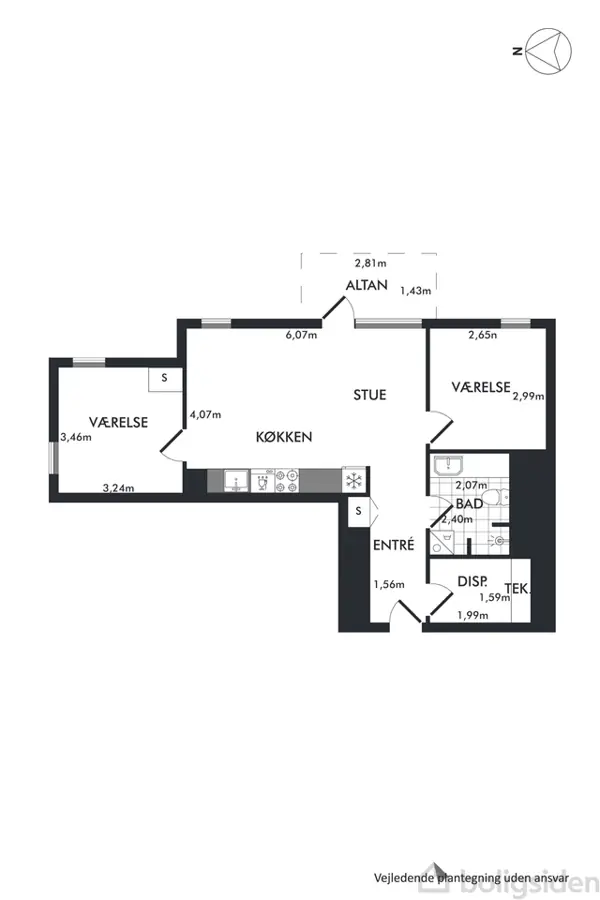 N
2,81m
ALTAN
1,43m
6,07m
2,65m
S
STUE
VÆRELSE
2,99m
4,07m
VÆRELSE
3,46m
KØKKEN
3,24m
2,07m
BAD
2,40m
S
ENTRÉ
1,56m
DISP.
TEK.
1,59m
1,99m
Vejledende plantegning uden ansvar
boligsiden